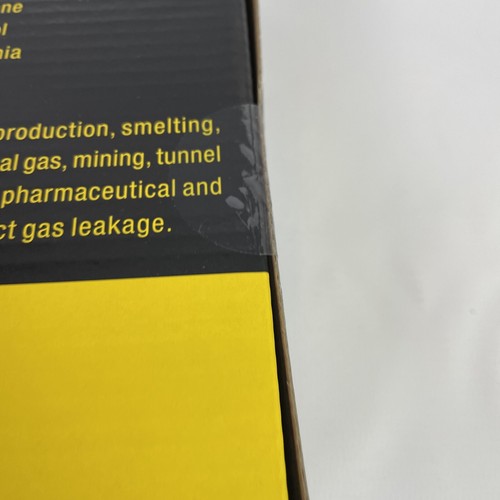 production, smelting,
gas, mining, tunnel
pharmaceutical and
gas leakage.